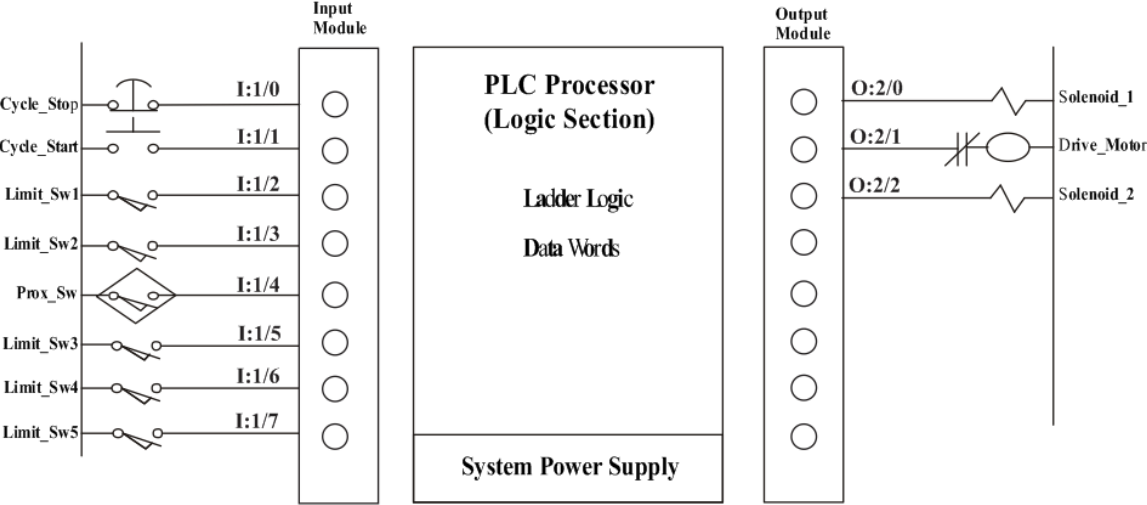 Input
Module
Output
Module
Cycle_Stop
I:1/0
Cycle_Start
I:1/1
Limit_Sw1
I:1/2
Limit_Sw2
I:1/3
Prox_Sw
I:1/4
Limit_Sw3
I:1/5
Limit_Sw4
I:1/6
Limit_Sw5
I:1/7
PLC Processor
(Logic Section)
Ladder Logic
Data Words
System Power Supply
O:2/0
Solenoid_1
O:2/1
Drive_Motor
O:2/2
Solenoid_2